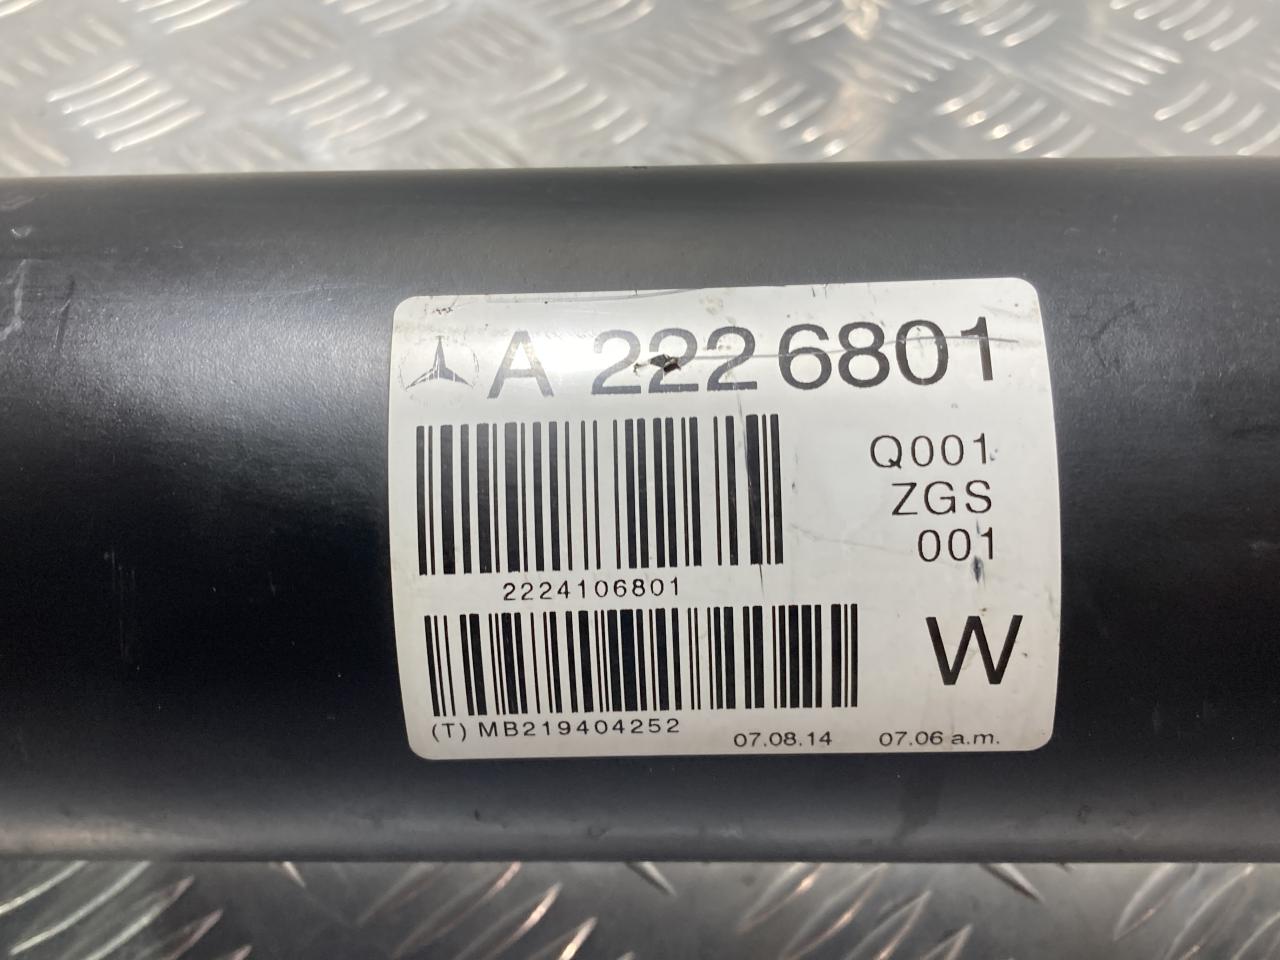 A 222 6801
Q001
ZGS
001
2224106801
W
(T) MB219404252
07.08.14 07.06 a.m.